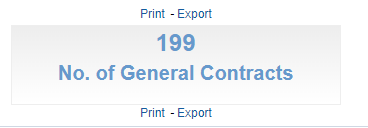 Print - Export
199
No. of General Contracts
Print - Export